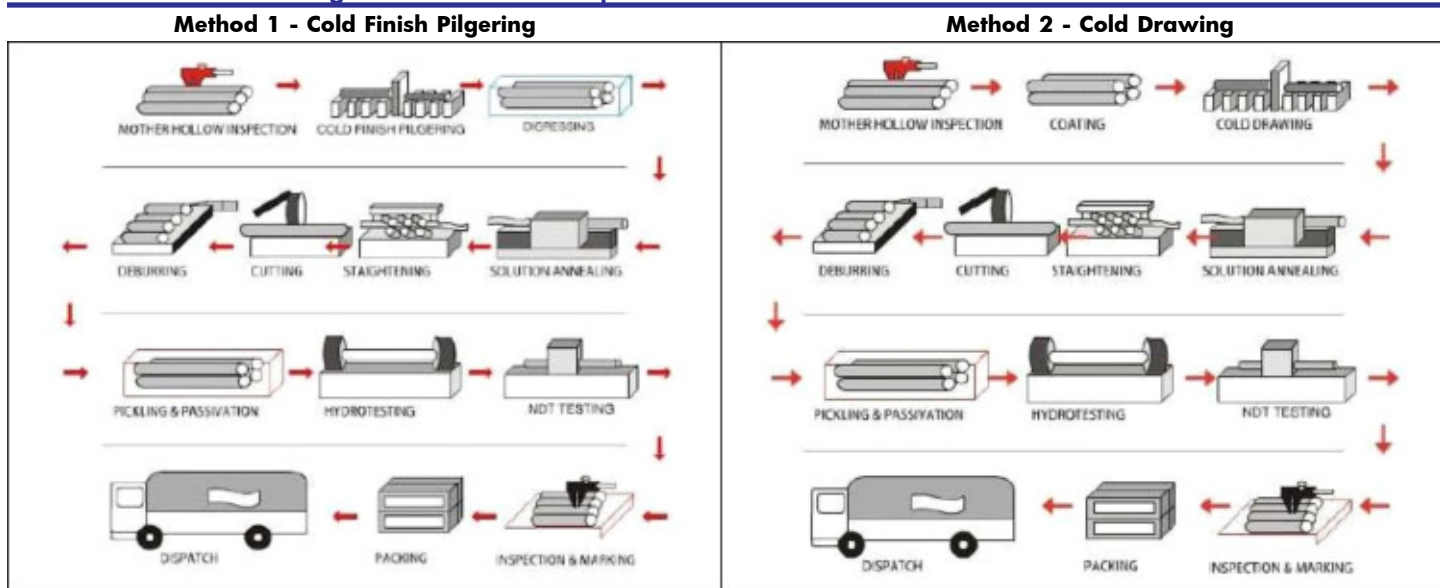 Method 1 - Cold Finish Pilgering
MOTHER HOLLOW INSPECTION
COLD FINISH PILGERING
DIGRESSING
DEBURRING
CUTTING
STAIGHTENING
SOLUTION ANNEALING
PICKLING & PASSIVATION
HYDROTESTING
NDT TESTING
DISPATCH
PACKING
INSPECTION & MARKING
Method 2 - Cold Drawing
MOTHER HOLLOW INSPECTION
COATING
COLD DRAWING
DEBURRING
CUTTING
STAIGHTENING
SOLUTION ANNEALING
PICKLING & PASSIVATION
HYDROTESTING
NDT TESTING
DISPATCH
PACKING
INSPECTION & MARKING